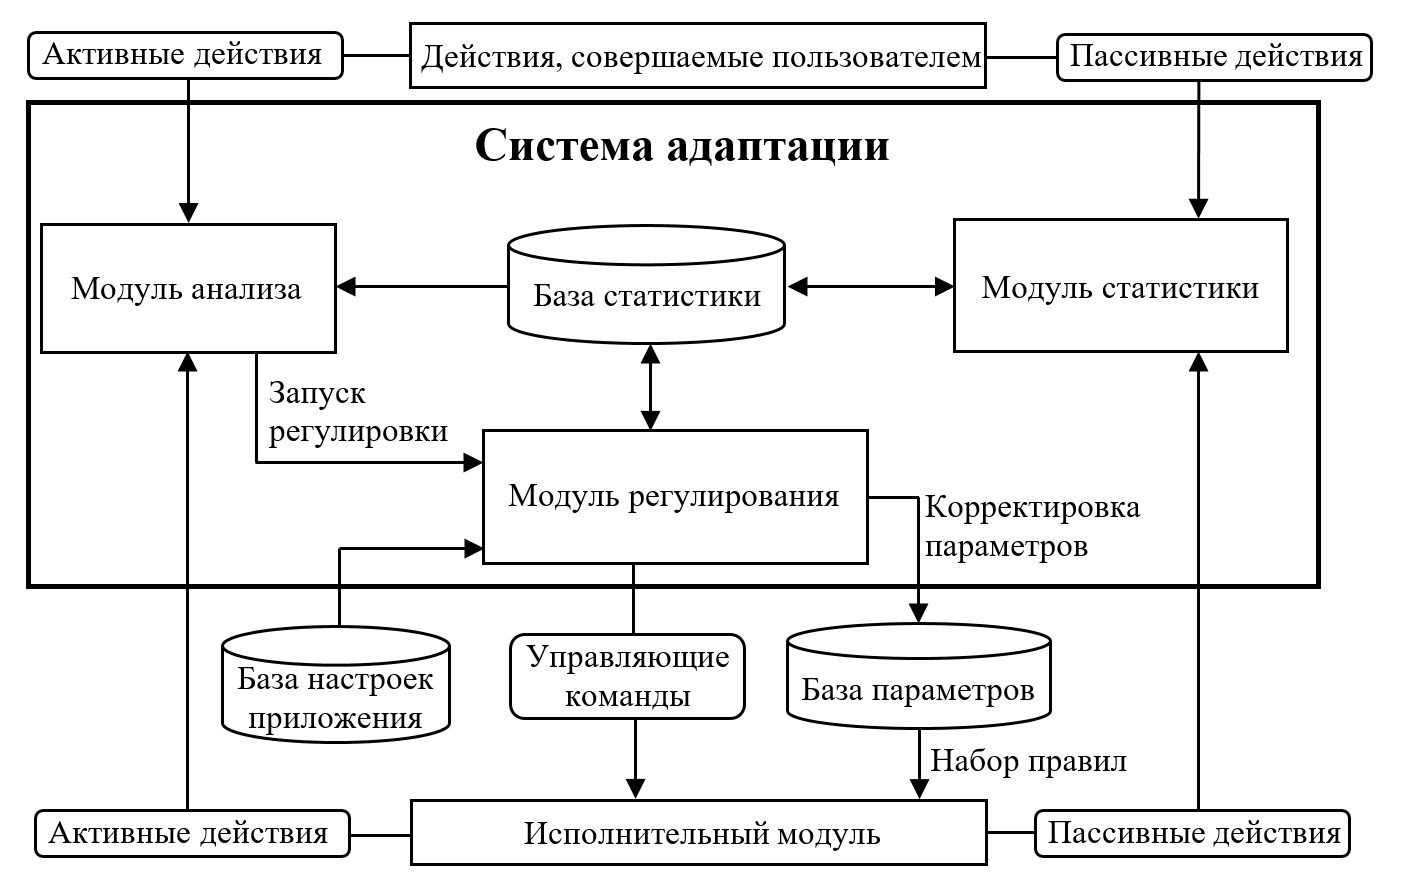 Активные действия
Действия, совершаемые пользователем
Пассивные действия
Система адаптации
Модуль анализа
База статистики
Модуль статистики
Запуск
регулировки
Модуль регулирования
Корректировка
параметров
База настроек
приложения
Управляющие
команды
База параметров
Набор правил
Активные действия
Исполнительный модуль
Пассивные действия